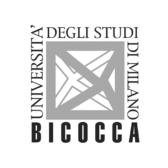 UNIVERSITA'
DEGLI STUDI
DI MILANO
BICOCCA